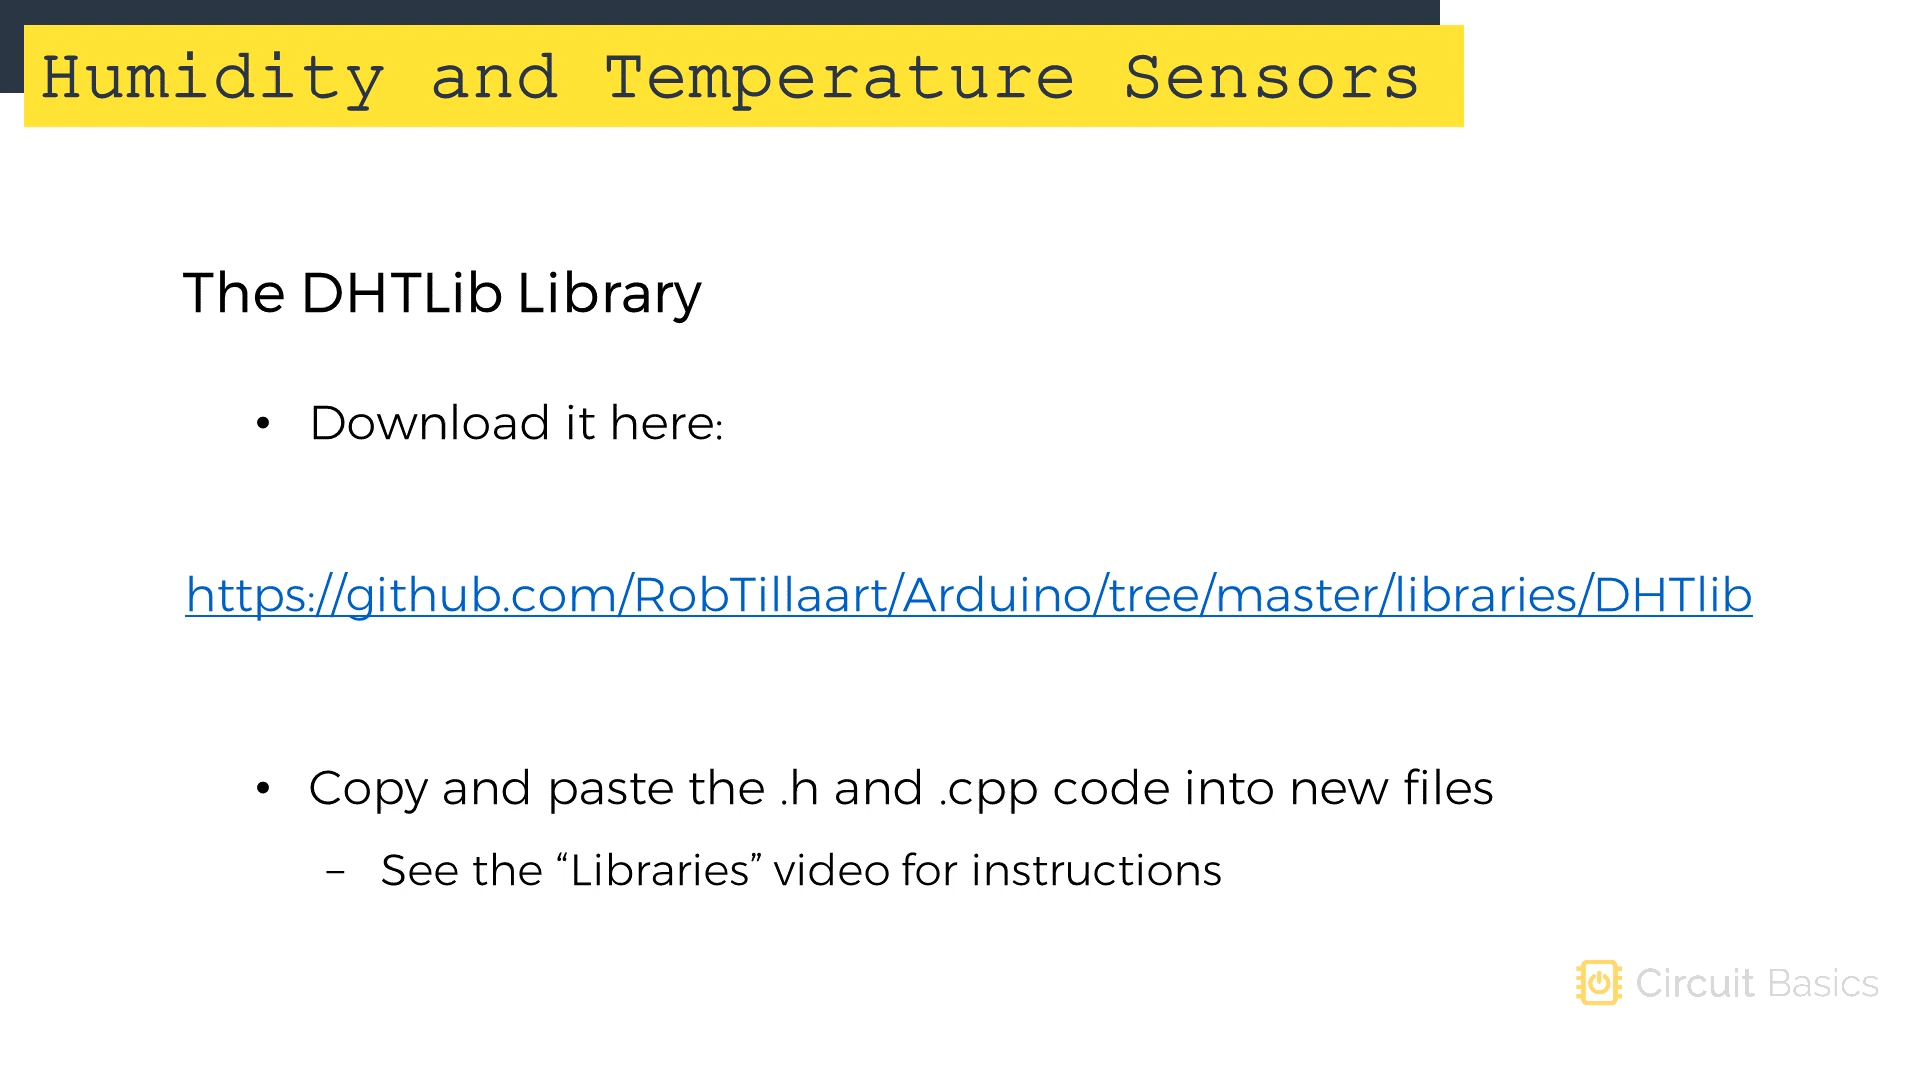 Humidity and Temperature Sensors
The DHTLib Library
• Download it here:
https://github.com/RobTillaart/Arduino/tree/master/libraries/DHTlib
• Copy and paste the .h and .cpp code into new files
– See the “Libraries” video for instructions
Circuit Basics